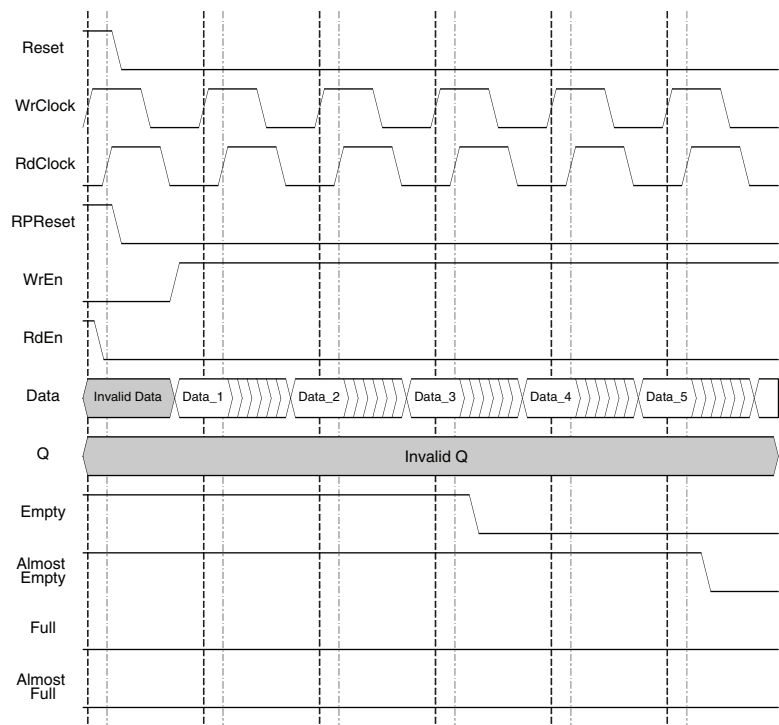 Reset
WrClock
RdClock
RPReset
WrEn
RdEn
Data
Invalid Data
Data_1
Data_2
Data_3
Data_4
Data_5
Q
Invalid Q
Empty
Almost
Empty
Full
Almost
Full